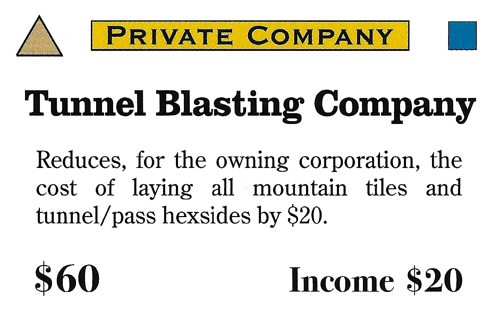 PRIVATE COMPANY
Tunnel Blasting Company
Reduces, for the owning corporation, the
cost of laying all mountain tiles and
tunnel/pass hexsides by $20.
$60 Income $20